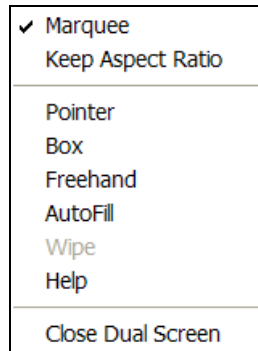 Marquee
Keep Aspect Ratio
Pointer
Box
Freehand
AutoFill
Wipe
Help
Close Dual Screen